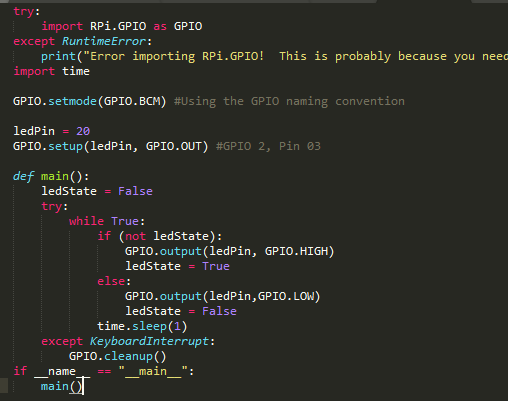 try:
    import RPi.GPIO as GPIO
except RuntimeError:
    print("Error importing RPi.GPIO!  This is probably because you need
import time

GPIO.setmode(GPIO.BCM) #Using the GPIO naming convention

ledPin = 20
GPIO.setup(ledPin, GPIO.OUT) #GPIO 2, Pin 03

def main():
    ledState = False
    try:
        while True:
            if (not ledState):
                GPIO.output(ledPin, GPIO.HIGH)
                ledState = True
            else:
                GPIO.output(ledPin,GPIO.LOW)
                ledState = False
            time.sleep(1)
    except KeyboardInterrupt:
        GPIO.cleanup()
if __name__ == "__main__":
    main()